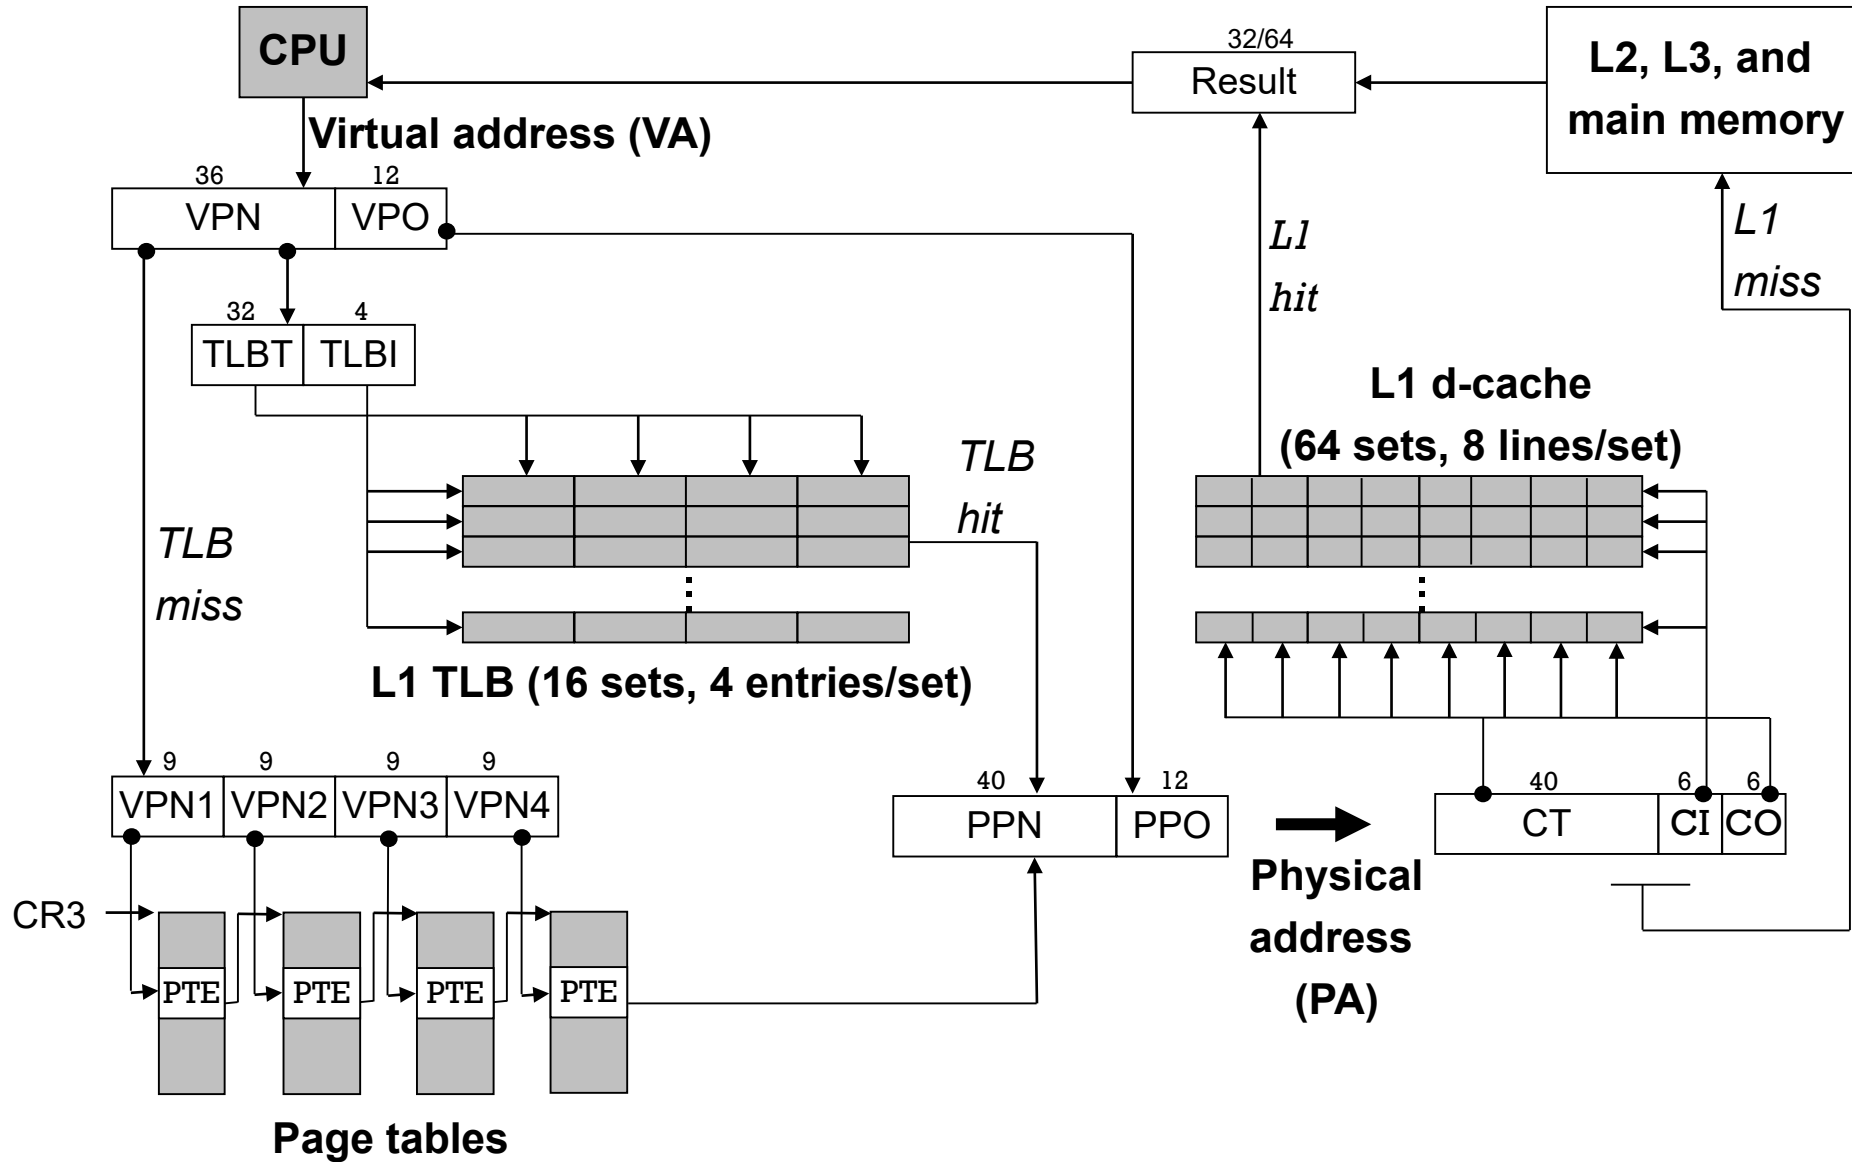 CPU
32/64
Result
L2, L3, and
main memory
Virtual address (VA)
36
12
VPN
VPO
L1
hit
L1
miss
32
4
TLBT
TLBI
L1 d-cache
(64 sets, 8 lines/set)
TLB
hit
TLB
miss
L1 TLB (16 sets, 4 entries/set)
9
9
9
9
VPN1
VPN2
VPN3
VPN4
40
12
PPN
PPO
40
6
6
CT
CI
CO
Physical
address
(PA)
CR3
PTE
PTE
PTE
PTE
Page tables